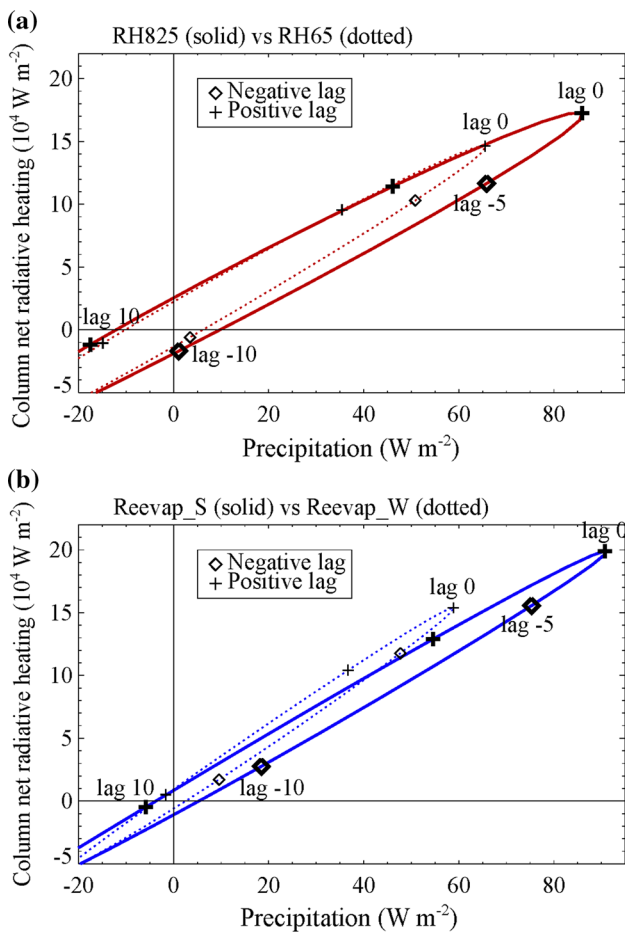 (a)
RH825 (solid) vs RH65 (dotted)
Column net radiative heating (10⁴ W m⁻²)
20
15
10
5
0
-5
Negative lag
Positive lag
lag 0
lag 0
lag -5
lag 10
lag -10
-20 0 20 40 60 80
Precipitation (W m⁻²)
(b)
Reevap_S (solid) vs Reevap_W (dotted)
Column net radiative heating (10⁴ W m⁻²)
20
15
10
5
0
-5
Negative lag
Positive lag
lag 0
lag 0
lag -5
lag 10
lag -10
-20 0 20 40 60 80
Precipitation (W m⁻²)